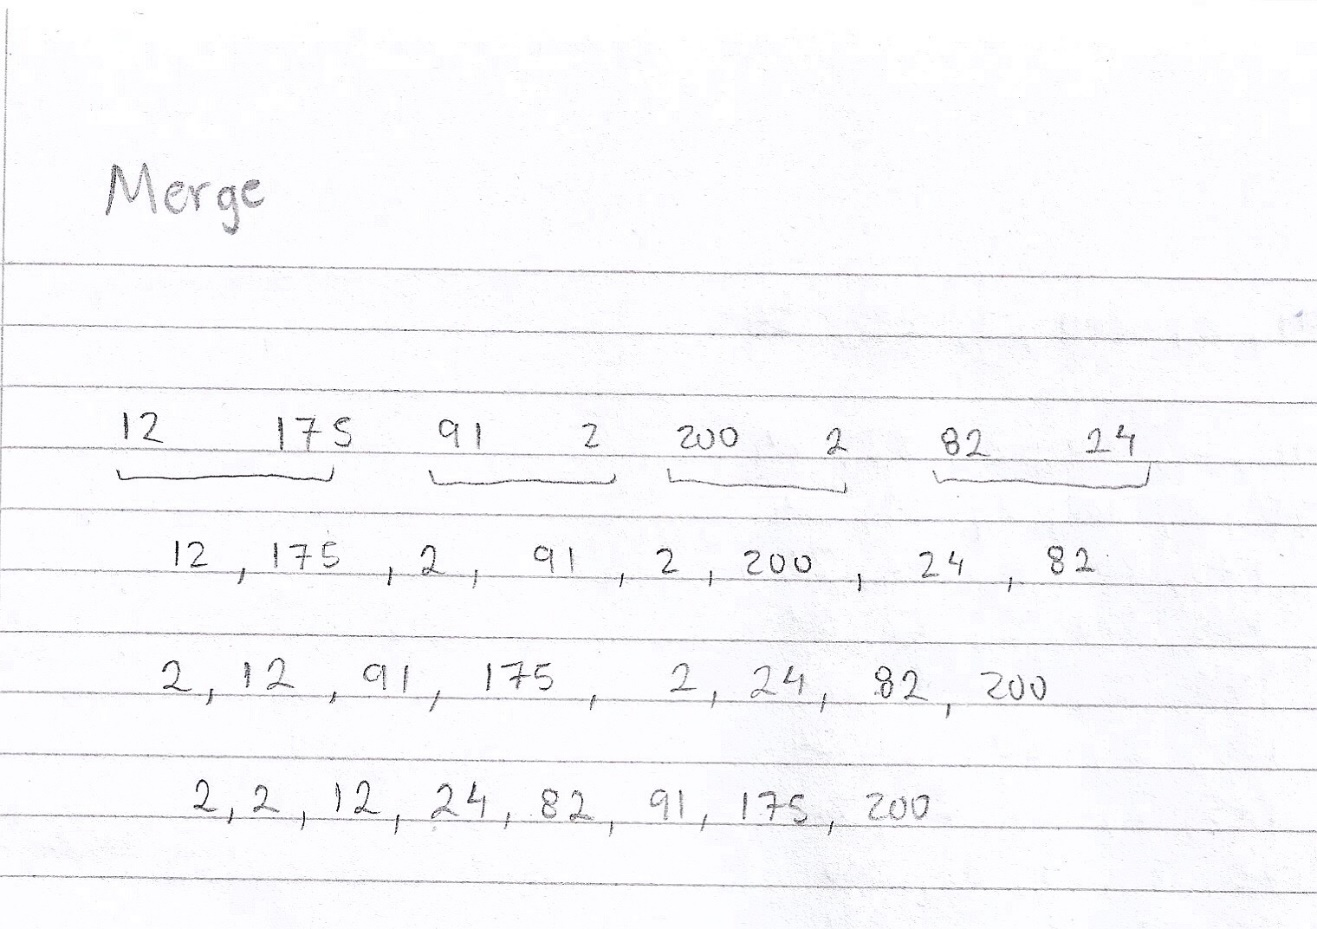 Merge
12 175 91 2 200 2 82 24
12 , 175 , 2 , 91 , 2 , 200 , 24 , 82
2 , 12 , 91 , 175 , 2 , 24 , 82 , 200
2 , 2 , 12 , 24 , 82 , 91 , 175 , 200